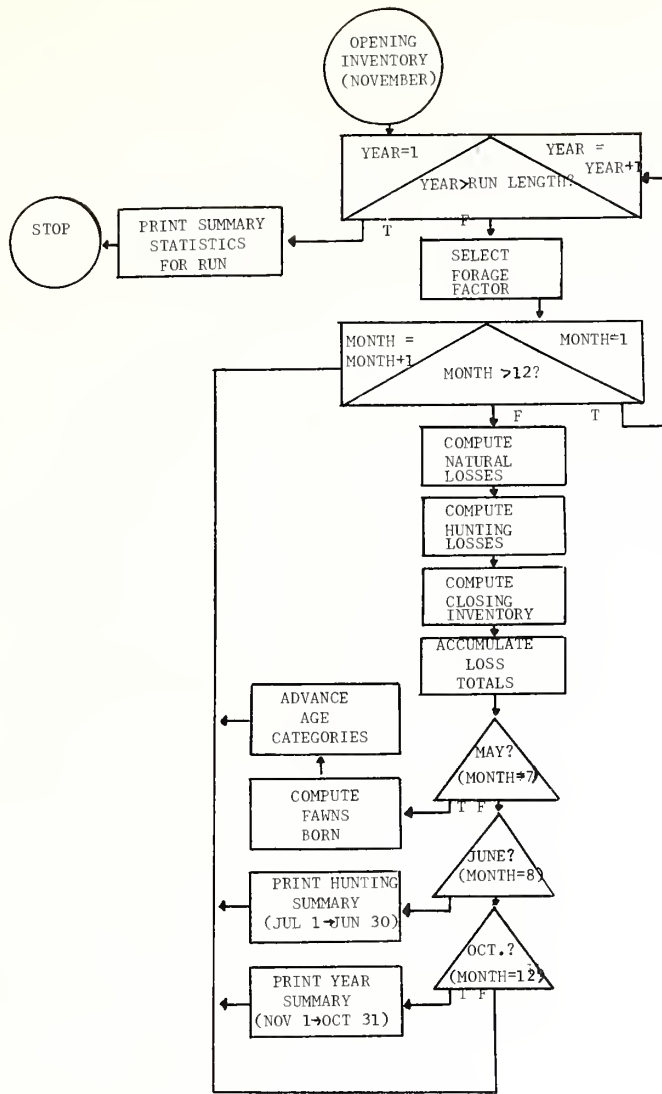 OPENING
INVENTORY
(NOVEMBER)
YEAR=1
YEAR =
YEAR+1
YEAR>RUN LENGTH?
T
F
STOP
PRINT SUMMARY
STATISTICS
FOR RUN
SELECT
FORAGE
FACTOR
MONTH =
MONTH+1
MONTH=1
MONTH >12?
F
T
COMPUTE
NATURAL
LOSSES
COMPUTE
HUNTING
LOSSES
COMPUTE
CLOSING
INVENTORY
ACCUMULATE
LOSS
TOTALS
ADVANCE
AGE
CATEGORIES
MAY?
(MONTH=7)
T F
COMPUTE
FAWNS
BORN
JUNE?
(MONTH=8)
PRINT HUNTING
SUMMARY
(JUL 1→JUN 30)
OCT.?
(MONTH=12)
T F
PRINT YEAR
SUMMARY
(NOV 1→OCT 31)